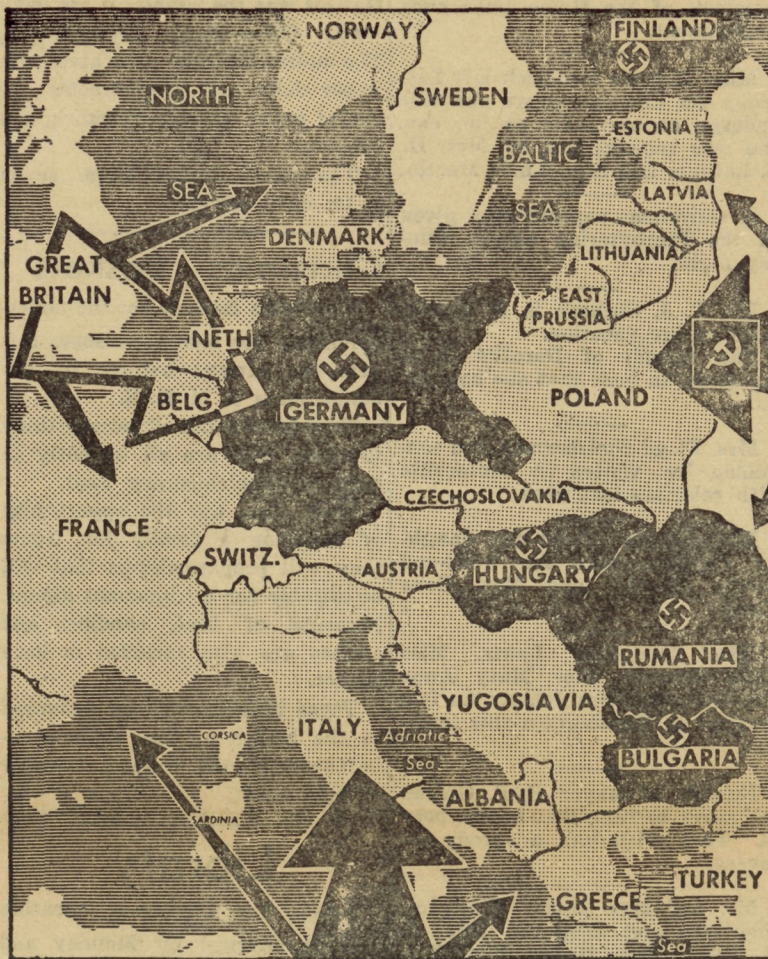 NORWAY
FINLAND
NORTH
SEA
SWEDEN
ESTONIA
BALTIC
SEA
LATVIA
DENMARK
LITHUANIA
GREAT
BRITAIN
EAST
PRUSSIA
NETH
BELG
GERMANY
POLAND
CZECHOSLOVAKIA
FRANCE
SWITZ.
AUSTRIA
HUNGARY
RUMANIA
YUGOSLAVIA
ITALY
CORSICA
Adriatic
Sea
BULGARIA
ALBANIA
SARDINIA
TURKEY
GREECE
Sea